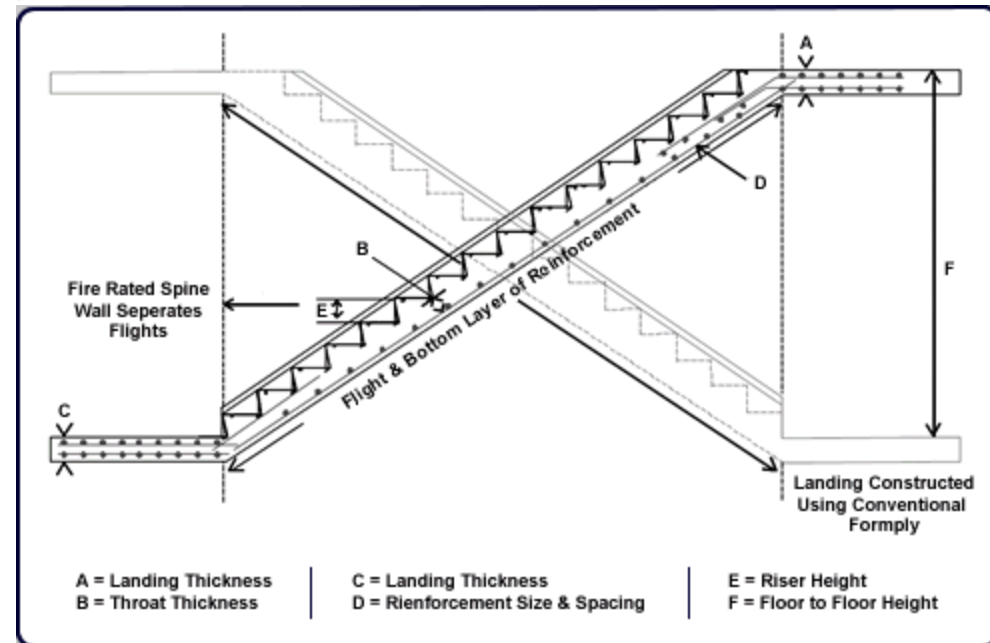 A
D
B
F
Fire Rated Spine
Wall Seperates
Flights
E
Flight & Bottom Layer of Reinforcement
C
Landing Constructed
Using Conventional
Formply
A = Landing Thickness
B = Throat Thickness
C = Landing Thickness
D = Rienforcement Size & Spacing
E = Riser Height
F = Floor to Floor Height